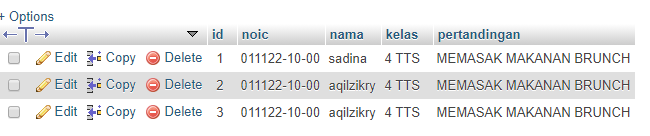 + Options
id noic nama kelas pertandingan
Edit Copy Delete 1 011122-10-00 sadina 4 TTS MEMASAK MAKANAN BRUNCH
Edit Copy Delete 2 011122-10-00 aqilzikry 4 TTS MEMASAK MAKANAN BRUNCH
Edit Copy Delete 3 011122-10-00 aqilzikry 4 TTS MEMASAK MAKANAN BRUNCH